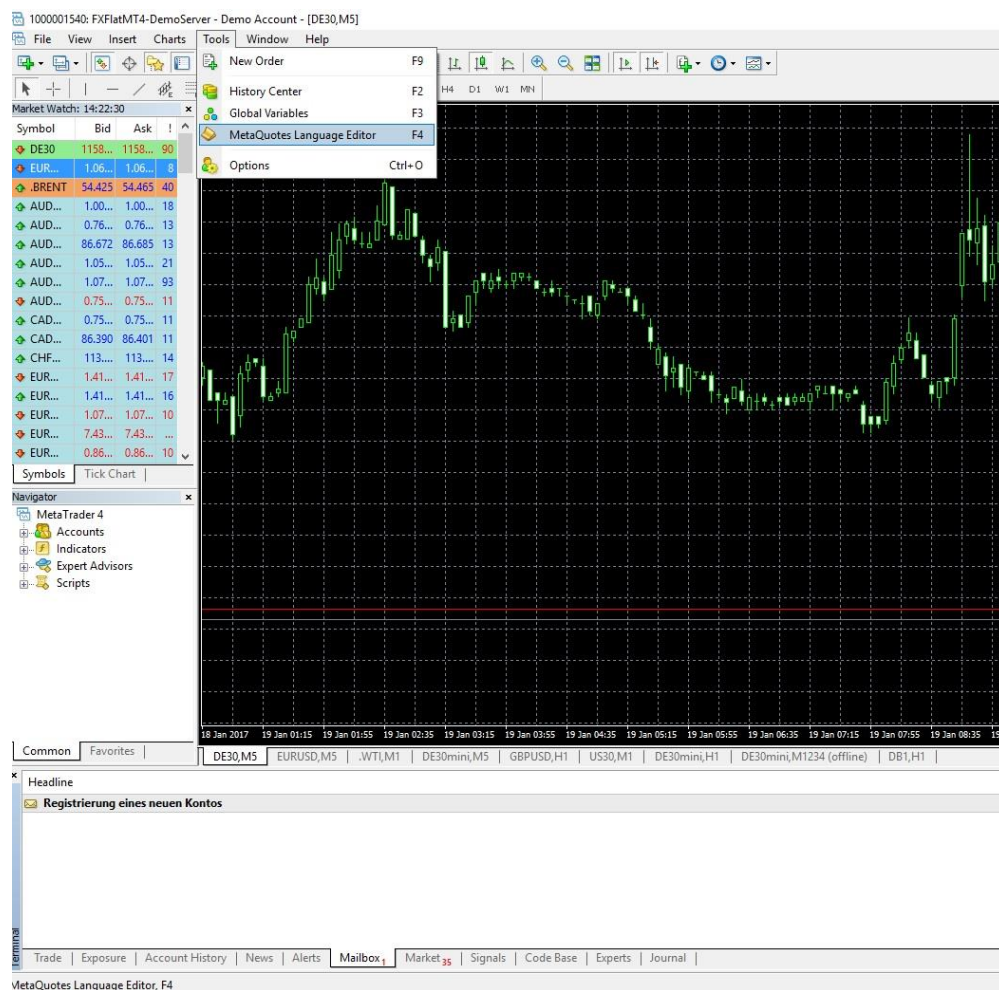 1000001540: FXFlatMT4-DemoServer - Demo Account - [DE30,M5]
File View Insert Charts Tools Window Help
New Order F9
History Center F2
Global Variables F3
MetaQuotes Language Editor F4
Options Ctrl+O
H4 D1 W1 MN
Market Watch: 14:22:30
Symbol Bid Ask !
DE30 1158... 1158... 90
EUR... 1.06... 1.06... 8
.BRENT 54.425 54.465 40
AUD... 1.00... 1.00... 18
AUD... 0.76... 0.76... 13
AUD... 86.672 86.685 13
AUD... 1.05... 1.05... 21
AUD... 1.07... 1.07... 93
AUD... 0.75... 0.75... 11
CAD... 0.75... 0.75... 11
CAD... 86.390 86.401 11
CHF... 113.... 113.... 14
EUR... 1.41... 1.41... 17
EUR... 1.41... 1.41... 16
EUR... 1.07... 1.07... 10
EUR... 7.43... 7.43... ...
EUR... 0.86... 0.86... 10
Symbols Tick Chart
Navigator
MetaTrader 4
Accounts
Indicators
Expert Advisors
Scripts
Common Favorites
18 Jan 2017 19 Jan 01:15 19 Jan 01:55 19 Jan 02:35 19 Jan 03:15 19 Jan 03:55 19 Jan 04:35 19 Jan 05:15 19 Jan 05:55 19 Jan 06:35 19 Jan 07:15 19 Jan 07:55 19 Jan 08:35 19
DE30,M5 EURUSD,M5 .WTI,M1 DE30mini,M5 GBPUSD,H1 US30,M1 DE30mini,H1 DE30mini,M1234 (offline) DB1,H1
Headline
Registrierung eines neuen Kontos
Terminal
Trade Exposure Account History News Alerts Mailbox 1 Market 35 Signals Code Base Experts Journal
MetaQuotes Language Editor, F4